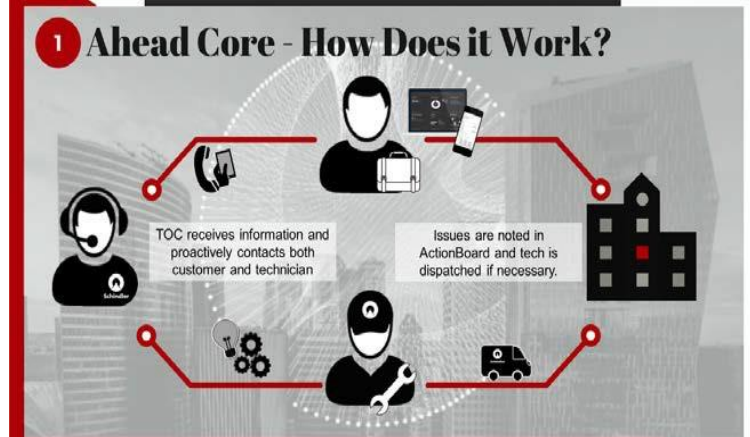 1 Ahead Core - How Does it Work?
TOC receives information and
proactively contacts both
customer and technician
Issues are noted in
ActionBoard and tech is
dispatched if necessary.
Schindler